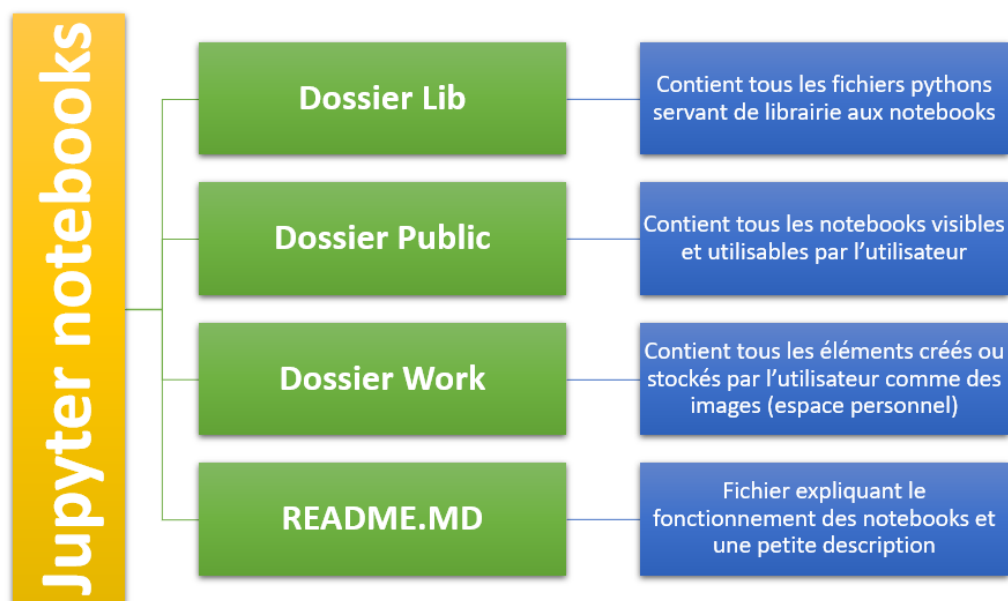 Jupyter notebooks
Dossier Lib
Contient tous les fichiers pythons
servant de librairie aux notebooks
Dossier Public
Contient tous les notebooks visibles
et utilisables par l'utilisateur
Dossier Work
Contient tous les éléments créés ou
stockés par l'utilisateur comme des
images (espace personnel)
README.MD
Fichier expliquant le
fonctionnement des notebooks et
une petite description